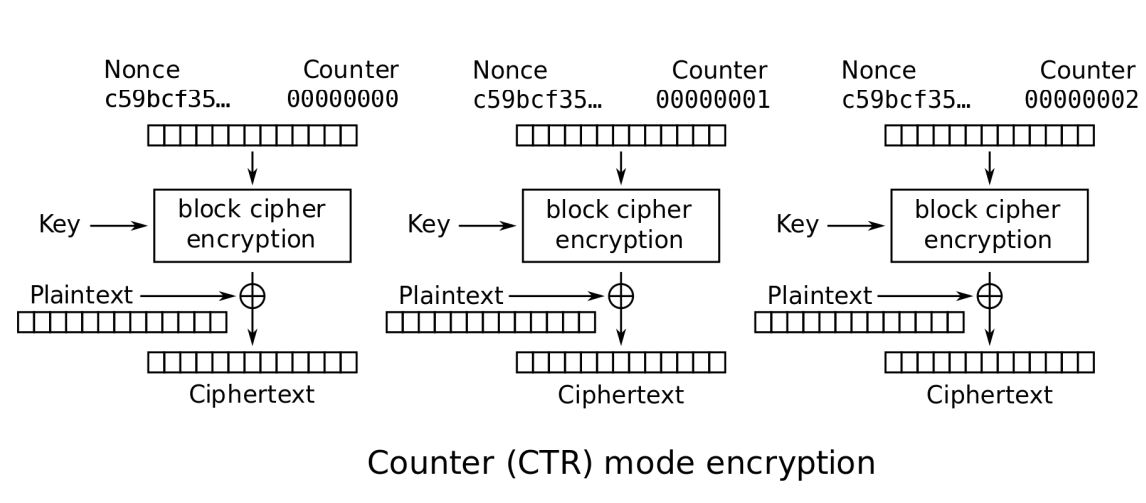 Nonce Counter Nonce Counter Nonce Counter
c59bcf35… 00000000 c59bcf35… 00000001 c59bcf35… 00000002
Key block cipher encryption Key block cipher encryption Key block cipher encryption
Plaintext Plaintext Plaintext
Ciphertext Ciphertext Ciphertext
Counter (CTR) mode encryption